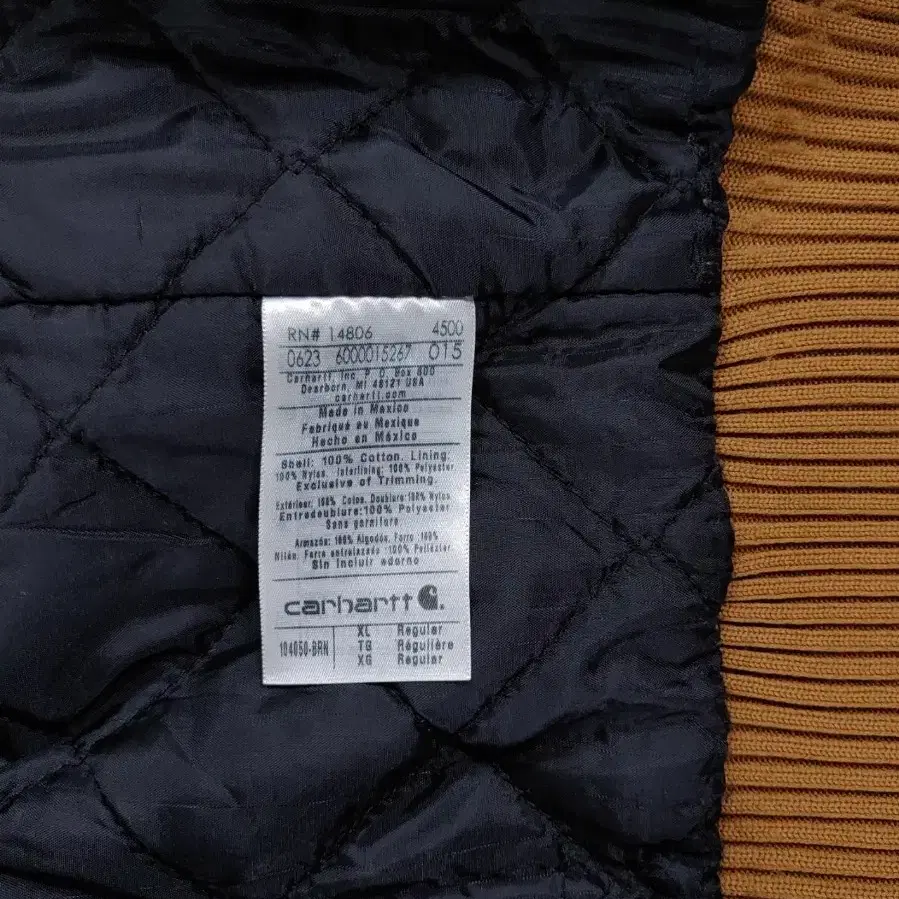 RN# 14806 4500
0623 6000015267 015
Carhartt, Inc. P.O. Box 600
Dearborn, MI 48121 USA
carhartt.com
Made in Mexico
Fabriqué au Mexique
Hecho en México
Shell: 100% Cotton. Lining:
100% Nylon. Interlining: 100% Polyester
Exclusive of Trimming.
Extérieur: 100% Coton. Doublure: 100% Nylon
Entredoublure: 100% Polyester
Sans garniture
Armazón: 100% Algodón. Forro: 100%
Nilón. Forro entrelazado: 100% Poliéster
Sin incluir adorno
carhartt
104050-BRN
XL Regular
TG Régulière
XG Regular